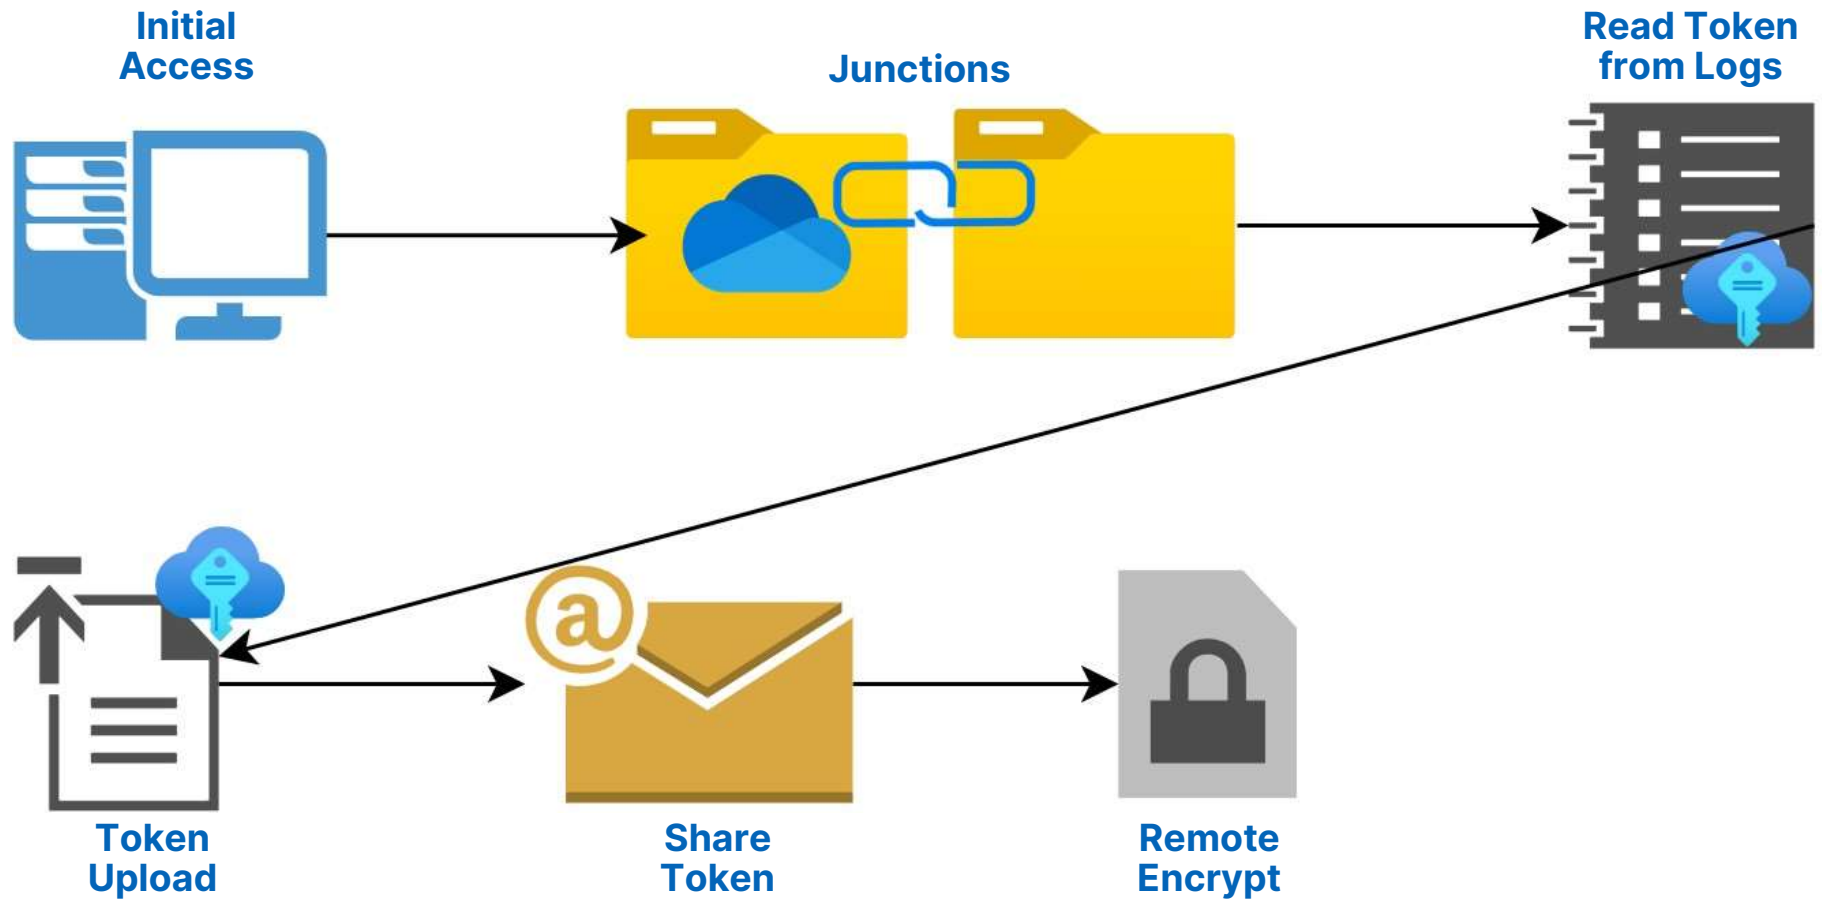 Initial
Access
Junctions
Read Token
from Logs
@
Token
Upload
Share
Token
Remote
Encrypt